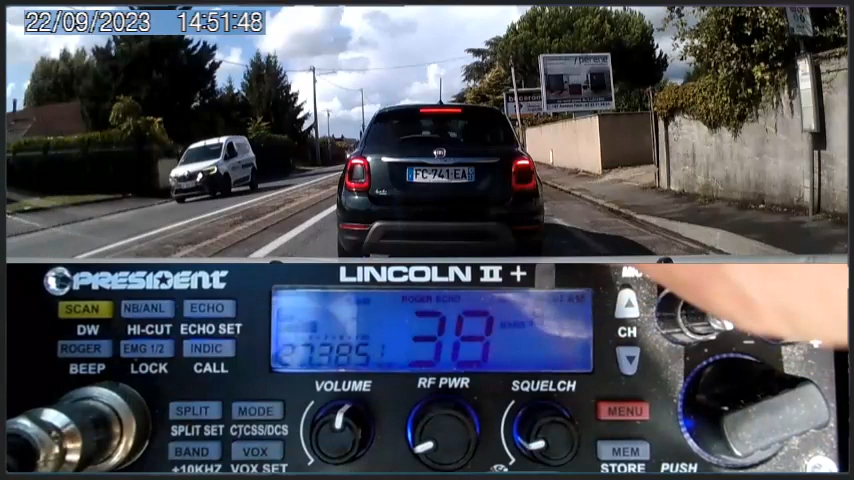 22/09/2023 14:51:48
FC-741-EA
PRESIDENT
LINCOLN II +
SCAN NB/ANL ECHO
DW HI-CUT ECHO SET
ROGER EMG 1/2 INDIC
BEEP LOCK CALL
SPLIT MODE
SPLIT SET CTCSS/DCS
BAND VOX
+10KHZ VOX SET
ROGER ECHO
38
27.385
VOLUME RF PWR SQUELCH
CH
MENU
MEM
STORE PUSH